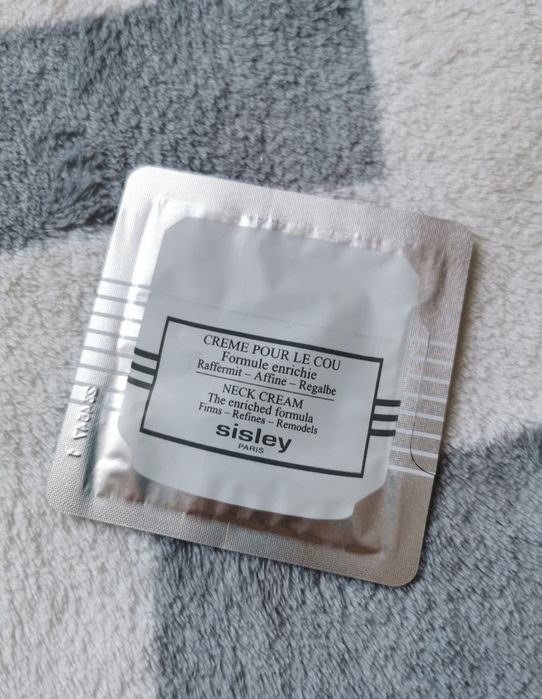 CREME POUR LE COU
Formule enrichie
Raffermit – Affine – Regalbe
NECK CREAM
The enriched formula
Firms – Refines – Remodels
sisley
PARIS